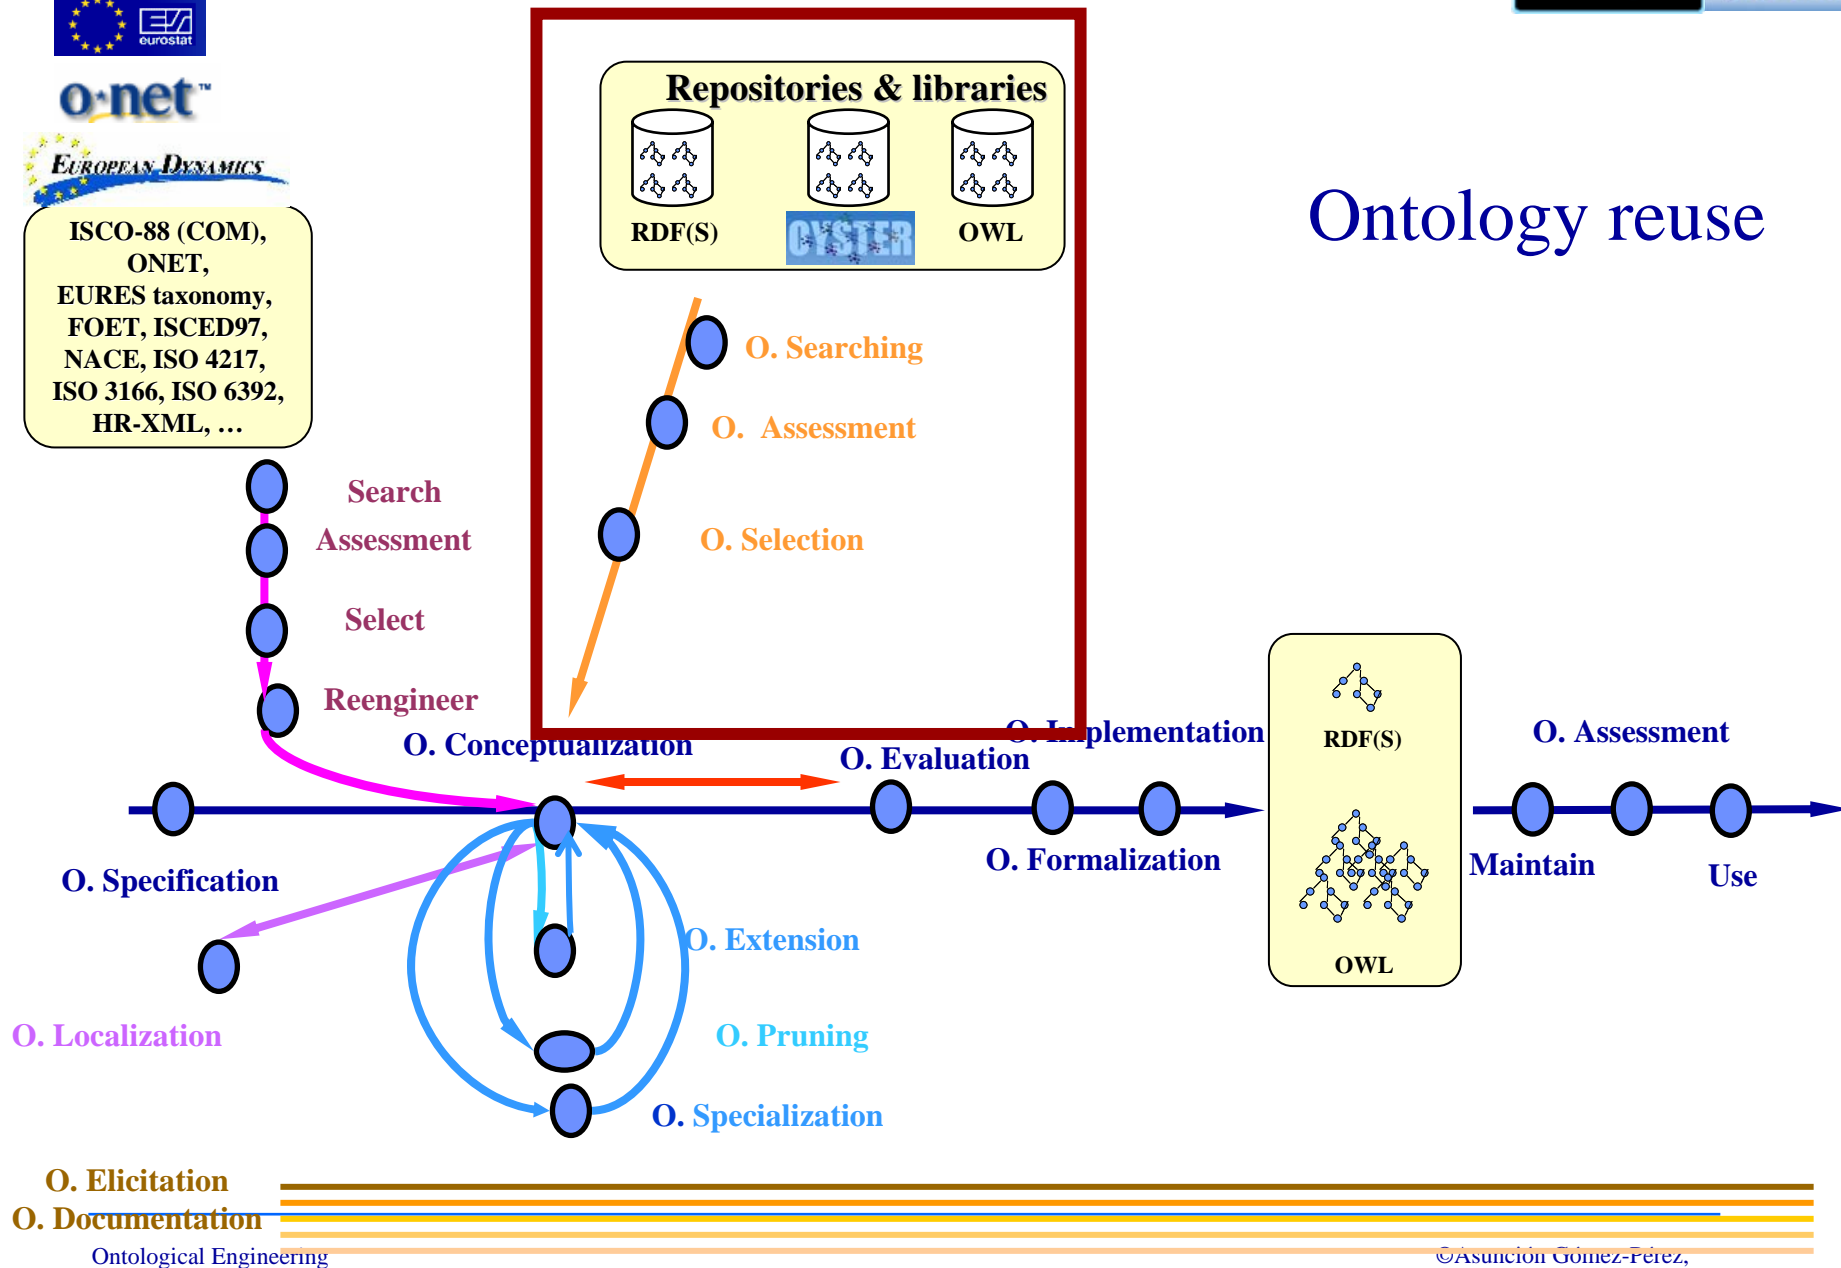 eurostat
o*net™
EUROPEAN DYNAMICS
ISCO-88 (COM),
ONET,
EURES taxonomy,
FOET, ISCED97,
NACE, ISO 4217,
ISO 3166, ISO 6392,
HR-XML, …
Repositories & libraries
RDF(S)
OYSTER
OWL
Ontology reuse
O. Searching
O. Assessment
O. Selection
Search
Assessment
Select
Reengineer
O. Conceptualization
O. Evaluation
O. Implementation
RDF(S)
O. Assessment
O. Specification
O. Formalization
Maintain
Use
O. Extension
OWL
O. Localization
O. Pruning
O. Specialization
O. Elicitation
O. Documentation
Ontological Engineering
©Asunción Gómez-Pérez,